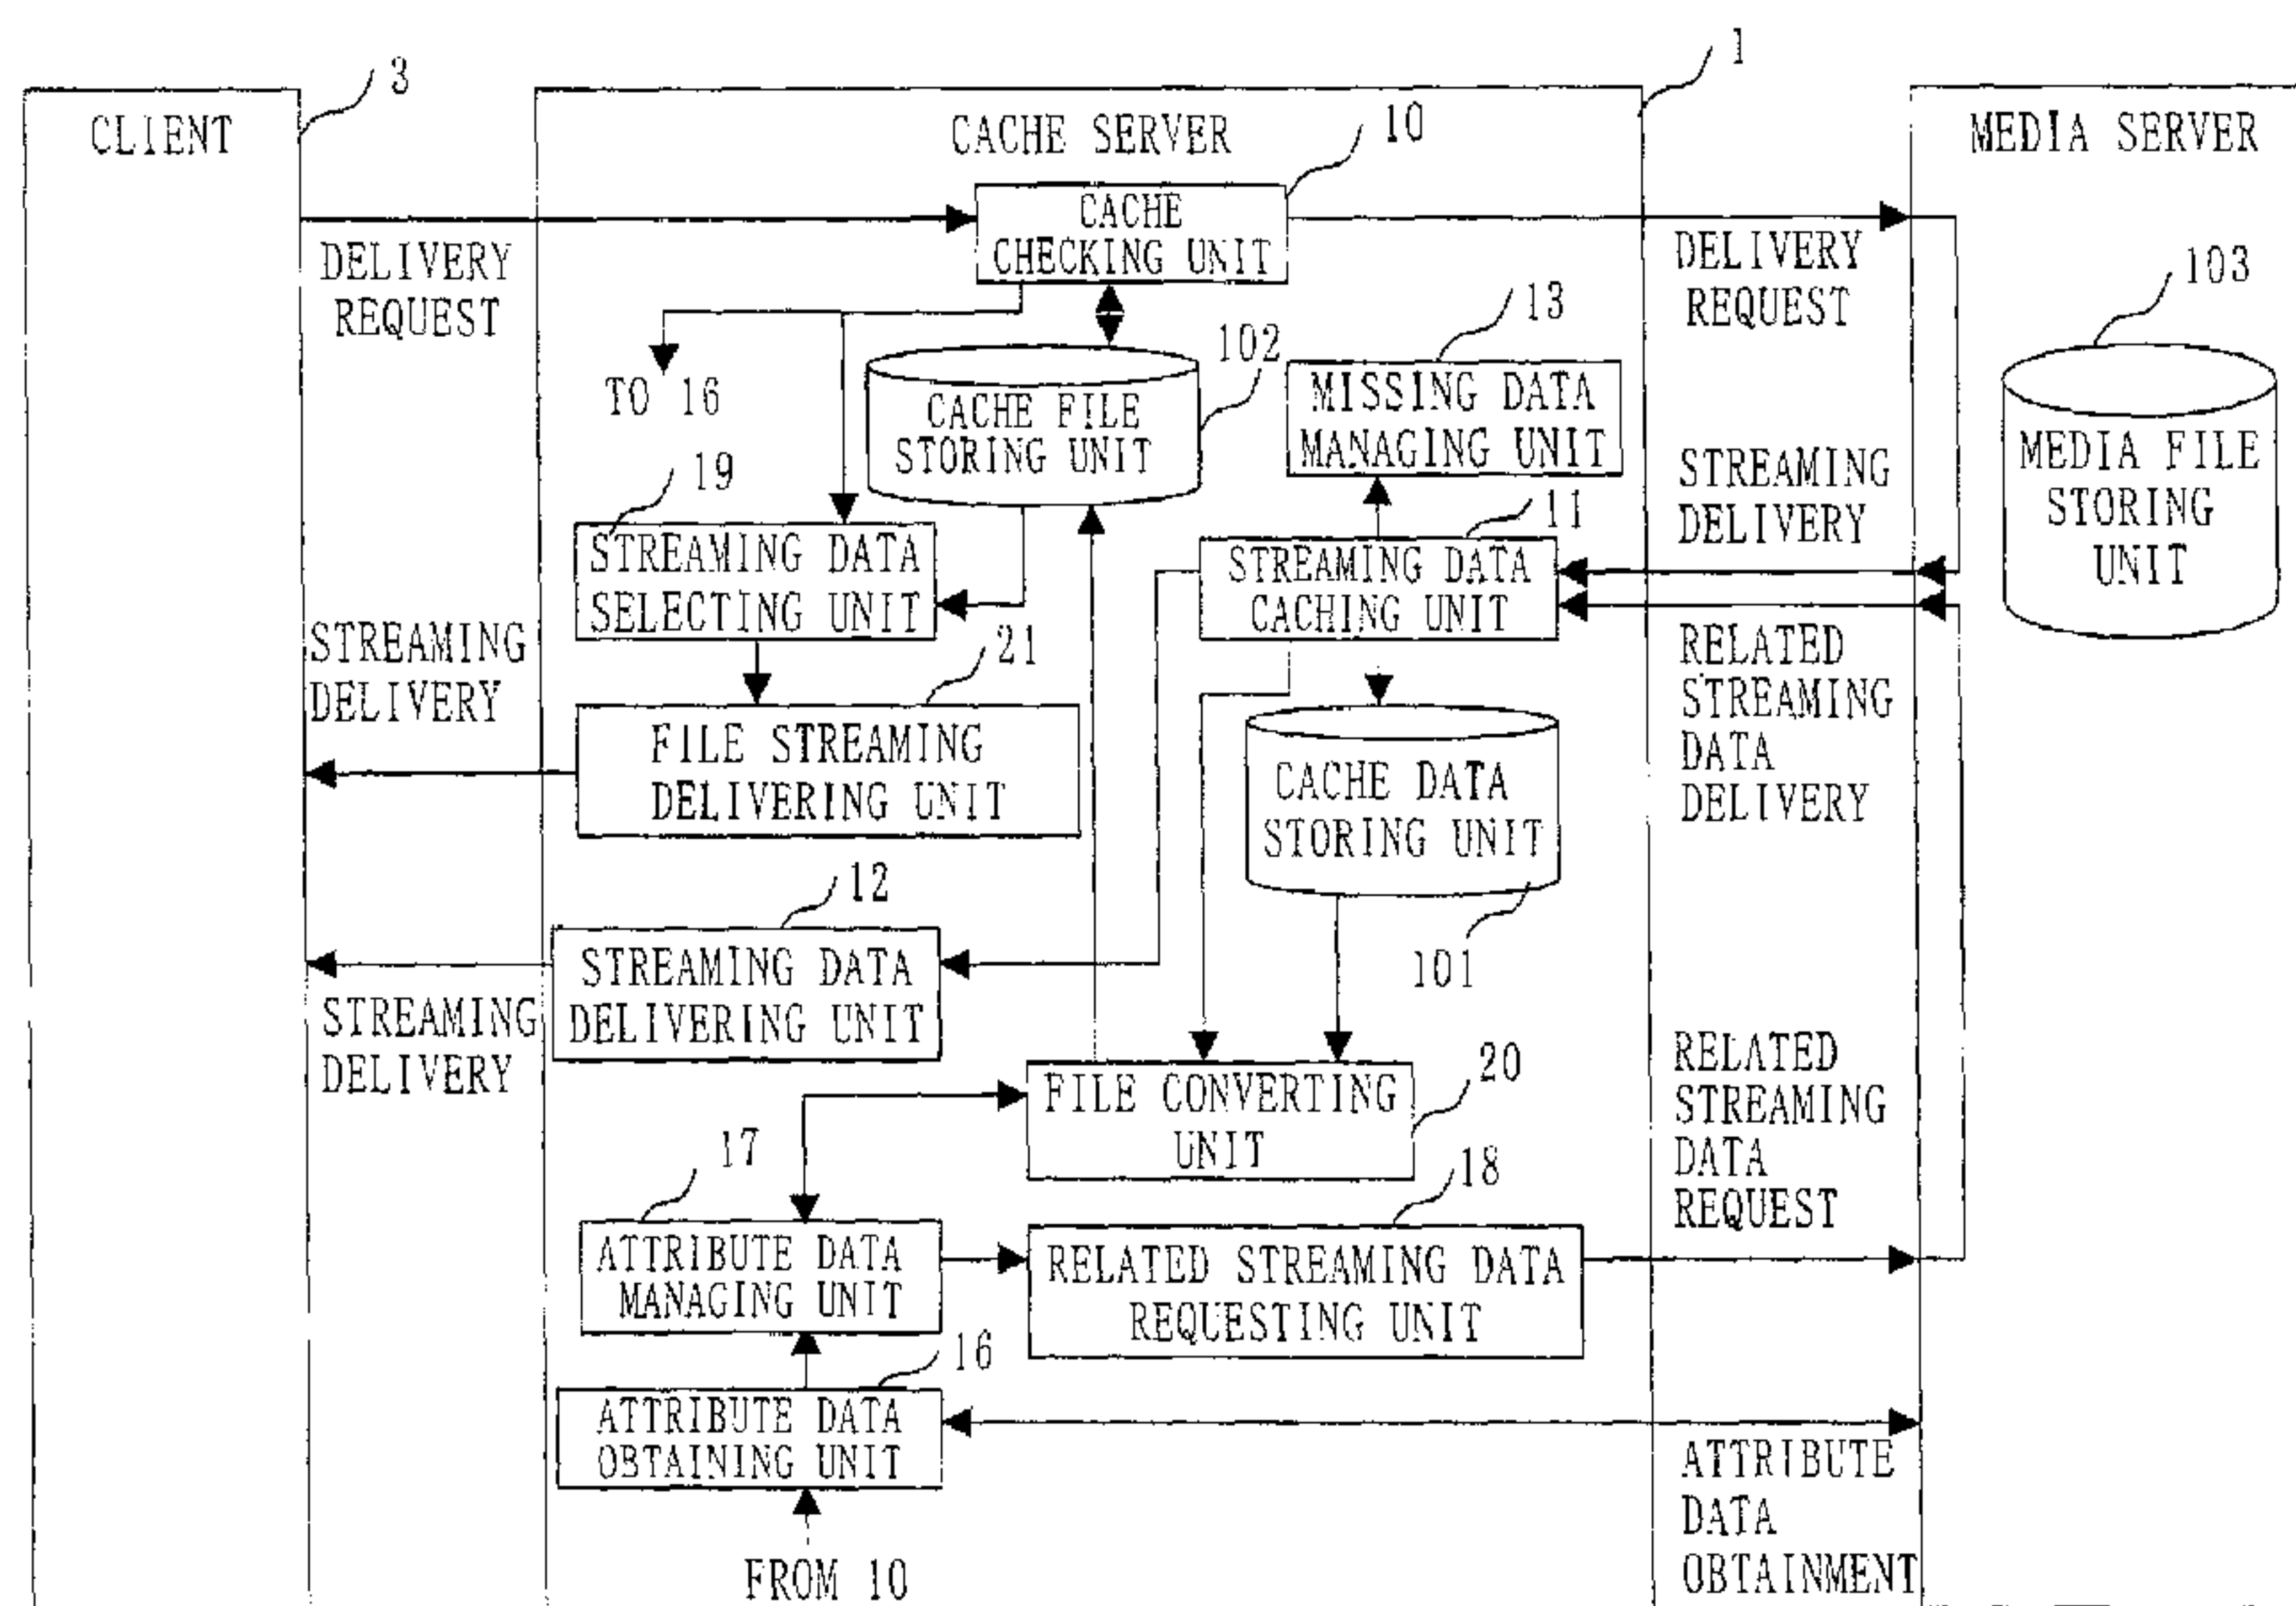 3
1
CLIENT
CACHE SERVER
10
MEDIA SERVER
CACHE
CHECKING UNIT
DELIVERY
REQUEST
DELIVERY
REQUEST
103
13
102
TO 16
CACHE FILE
STORING UNIT
MISSING DATA
MANAGING UNIT
MEDIA FILE
STORING
UNIT
19
STREAMING
DELIVERY
11
STREAMING DATA
SELECTING UNIT
STREAMING DATA
CACHING UNIT
STREAMING
DELIVERY
21
RELATED
STREAMING
DATA
DELIVERY
FILE STREAMING
DELIVERING UNIT
CACHE DATA
STORING UNIT
12
101
STREAMING DATA
DELIVERING UNIT
STREAMING
DELIVERY
RELATED
STREAMING
DATA
REQUEST
20
FILE CONVERTING
UNIT
17
18
ATTRIBUTE DATA
MANAGING UNIT
RELATED STREAMING DATA
REQUESTING UNIT
16
ATTRIBUTE DATA
OBTAINING UNIT
ATTRIBUTE
DATA
OBTAINMENT
FROM 10